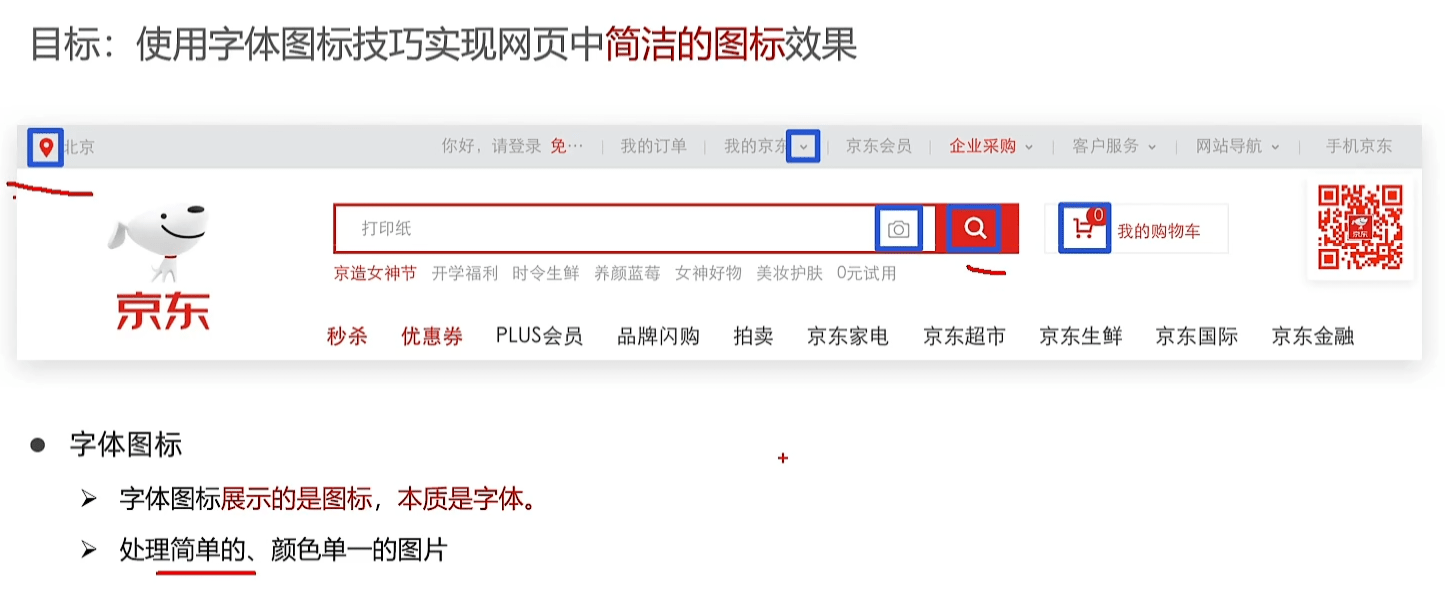 目标：使用字体图标技巧实现网页中简洁的图标效果
北京 你好，请登录 免··· 我的订单 我的京东 京东会员 企业采购 客户服务 网站导航 手机京东
打印纸 0 我的购物车
京东
京造女神节 开学福利 时令生鲜 养颜蓝莓 女神好物 美妆护肤 0元试用
京东
秒杀 优惠券 PLUS会员 品牌闪购 拍卖 京东家电 京东超市 京东生鲜 京东国际 京东金融
● 字体图标
➢ 字体图标展示的是图标，本质是字体。
➢ 处理简单的、颜色单一的图片